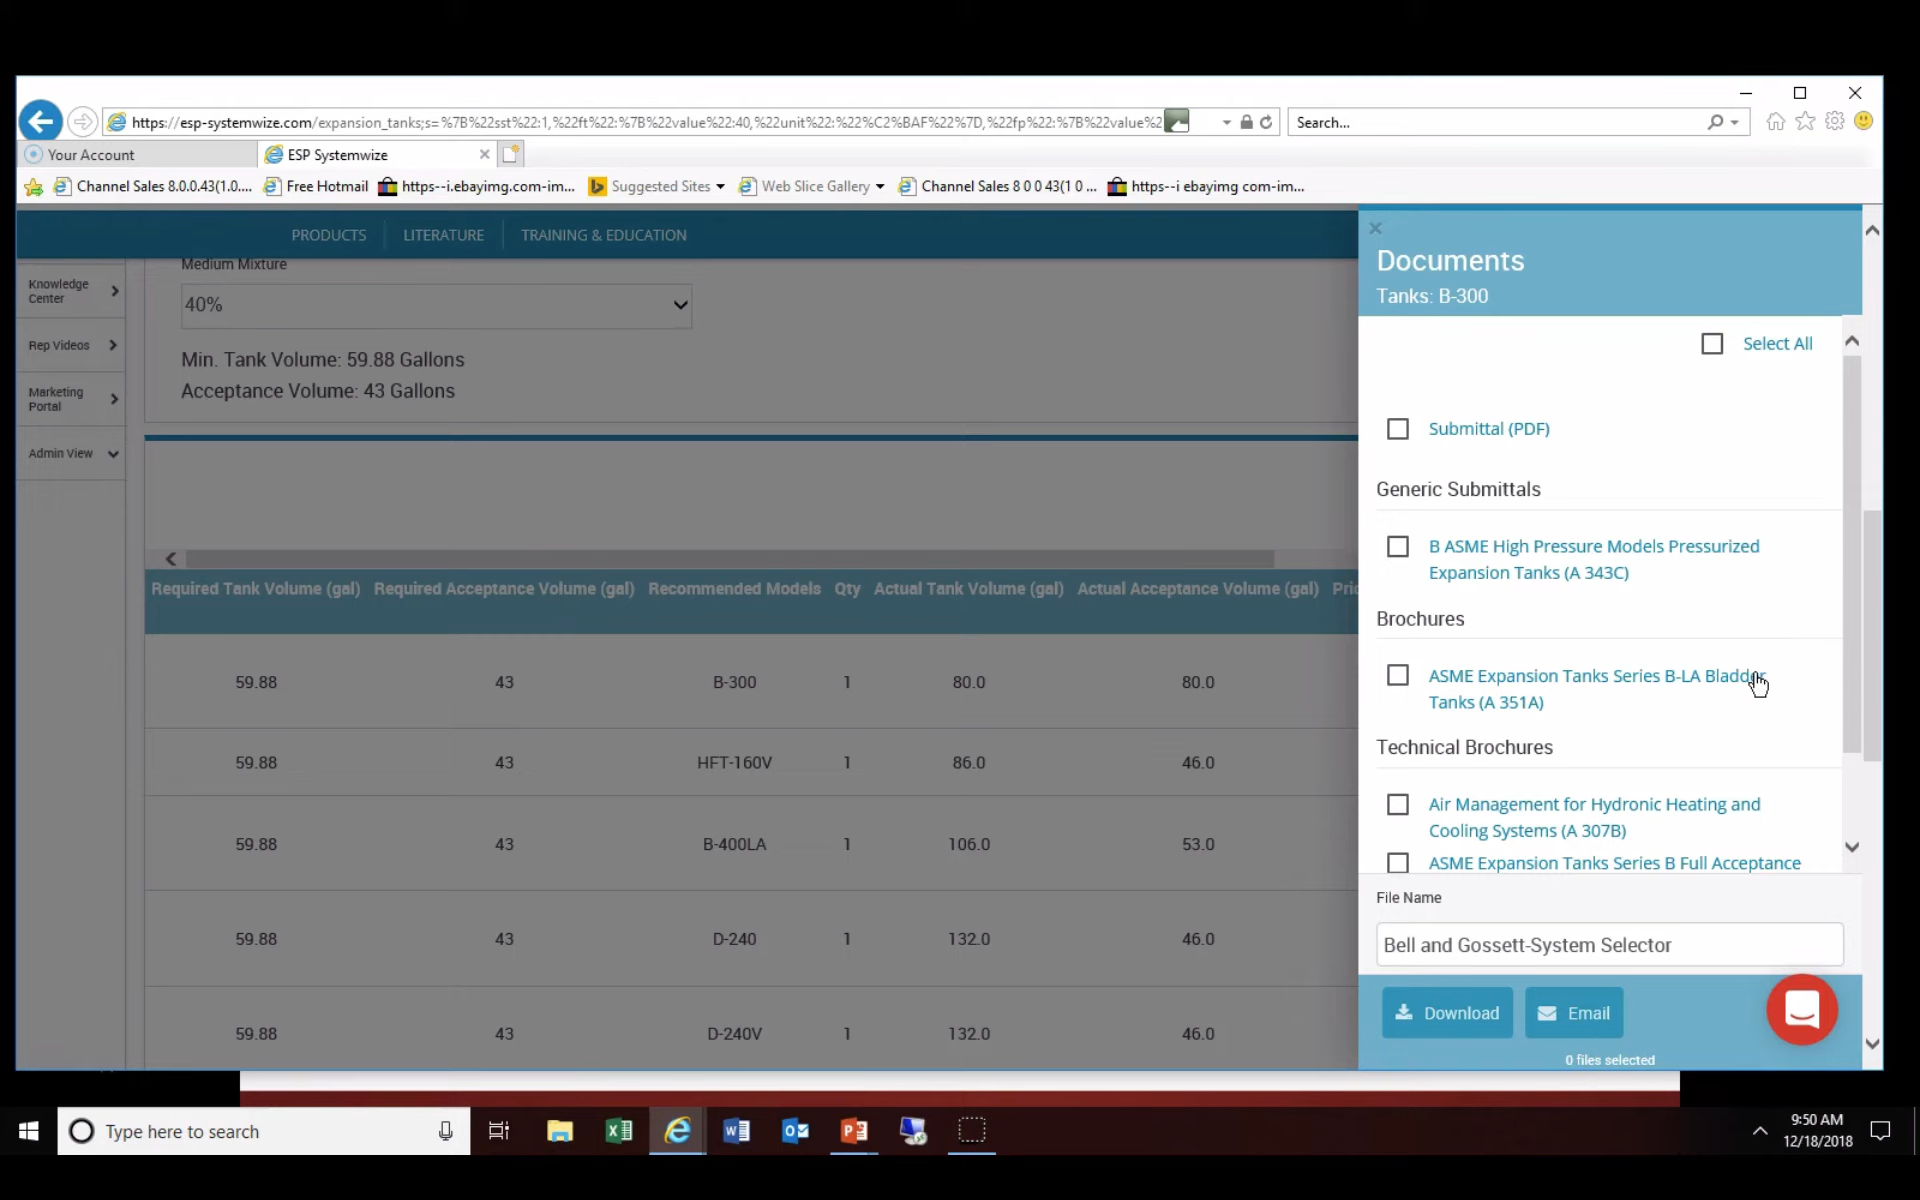 https://esp-systemwize.com/expansion_tanks;s=%7B%22sst%22:1,%22ft%22:%7B%22value%22:40,%22unit%22:%22%C2%BAF%22%7D,%22fp%22:%7B%22value%2
Search...
Your Account
ESP Systemwize
Channel Sales 8.0.0.43(1.0....
Free Hotmail
https--i.ebayimg.com-im...
Suggested Sites
Web Slice Gallery
Channel Sales 8 0 0 43(1 0 ...
https--i ebayimg com-im...
PRODUCTS
LITERATURE
TRAINING & EDUCATION
Knowledge
Center
Rep Videos
Marketing
Portal
Admin View
Medium Mixture
40%
Min. Tank Volume: 59.88 Gallons
Acceptance Volume: 43 Gallons
Required Tank Volume (gal) Required Acceptance Volume (gal) Recommended Models Qty Actual Tank Volume (gal) Actual Acceptance Volume (gal) Pric
59.88 43 B-300 1 80.0 80.0
59.88 43 HFT-160V 1 86.0 46.0
59.88 43 B-400LA 1 106.0 53.0
59.88 43 D-240 1 132.0 46.0
59.88 43 D-240V 1 132.0 46.0
Documents
Tanks: B-300
Select All
Submittal (PDF)
Generic Submittals
B ASME High Pressure Models Pressurized
Expansion Tanks (A 343C)
Brochures
ASME Expansion Tanks Series B-LA Bladder
Tanks (A 351A)
Technical Brochures
Air Management for Hydronic Heating and
Cooling Systems (A 307B)
ASME Expansion Tanks Series B Full Acceptance
File Name
Bell and Gossett-System Selector
Download
Email
0 files selected
Type here to search
9:50 AM
12/18/2018